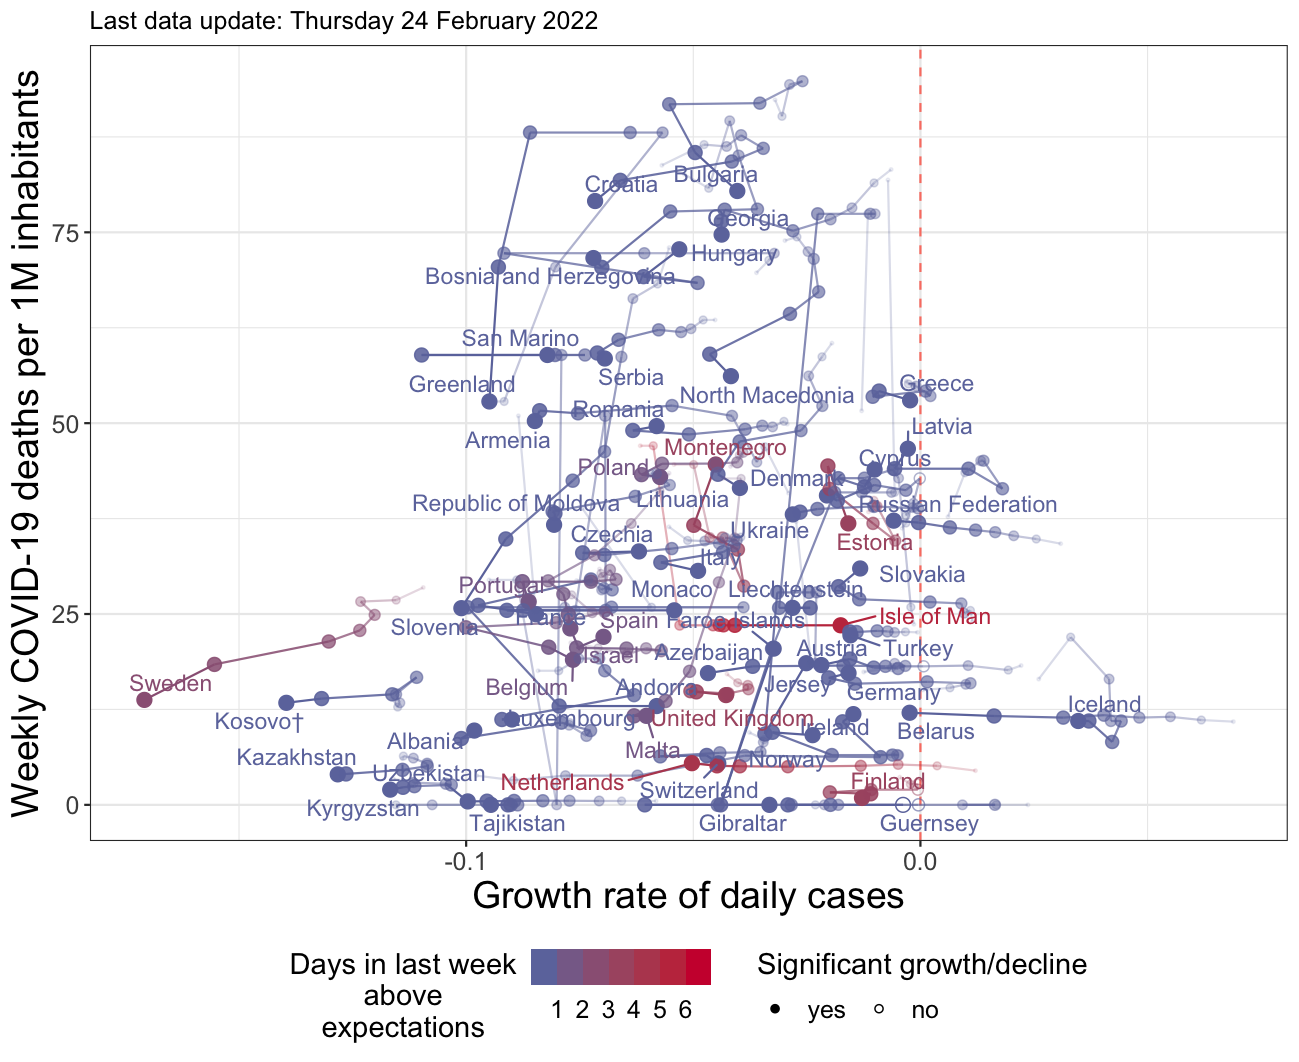 Last data update: Thursday 24 February 2022
Weekly COVID-19 deaths per 1M inhabitants
75
50
25
0
Croatia
Bulgaria
Georgia
Hungary
Bosnia and Herzegovina
San Marino
Greenland
Serbia
North Macedonia
Greece
Romania
Armenia
Latvia
Montenegro
Poland
Cyprus
Denmark
Lithuania
Republic of Moldova
Russian Federation
Czechia
Ukraine
Estonia
Italy
Slovakia
Portugal
Monaco
Liechtenstein
France
Spain
Faroe Islands
Isle of Man
Slovenia
Israel
Azerbaijan
Austria
Turkey
Sweden
Belgium
Andorra
Jersey
Germany
Kosovo†
Luxembourg
United Kingdom
Ireland
Belarus
Iceland
Albania
Malta
Kazakhstan
Uzbekistan
Norway
Netherlands
Switzerland
Finland
Kyrgyzstan
Tajikistan
Gibraltar
Guernsey
-0.1
0.0
Growth rate of daily cases
Days in last week
above
expectations
1 2 3 4 5 6
Significant growth/decline
yes no